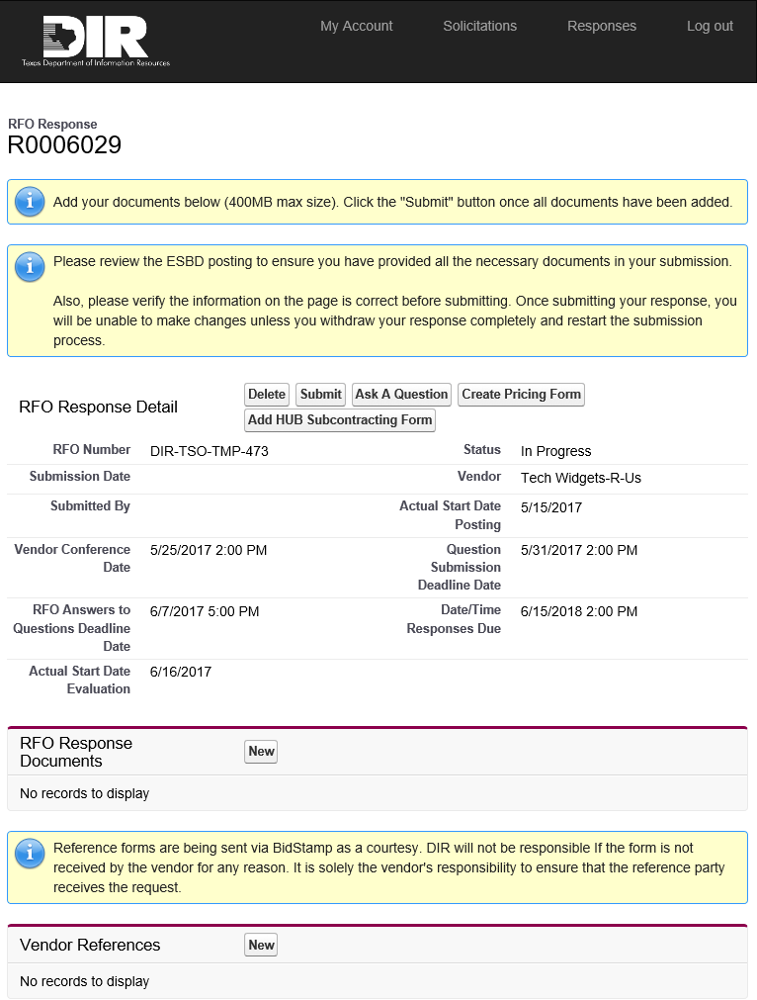 DIR
Texas Department of Information Resources
My Account
Solicitations
Responses
Log out
RFO Response
R0006029
Add your documents below (400MB max size). Click the "Submit" button once all documents have been added.
Please review the ESBD posting to ensure you have provided all the necessary documents in your submission.
Also, please verify the information on the page is correct before submitting. Once submitting your response, you
will be unable to make changes unless you withdraw your response completely and restart the submission
process.
RFO Response Detail
Delete
Submit
Ask A Question
Create Pricing Form
Add HUB Subcontracting Form
RFO Number
DIR-TSO-TMP-473
Status
In Progress
Submission Date
Vendor
Tech Widgets-R-Us
Submitted By
Actual Start Date
Posting
5/15/2017
Vendor Conference
Date
5/25/2017 2:00 PM
Question
Submission
Deadline Date
5/31/2017 2:00 PM
RFO Answers to
Questions Deadline
Date
6/7/2017 5:00 PM
Date/Time
Responses Due
6/15/2018 2:00 PM
Actual Start Date
Evaluation
6/16/2017
RFO Response
Documents
New
No records to display
Reference forms are being sent via BidStamp as a courtesy. DIR will not be responsible If the form is not
received by the vendor for any reason. It is solely the vendor's responsibility to ensure that the reference party
receives the request.
Vendor References
New
No records to display